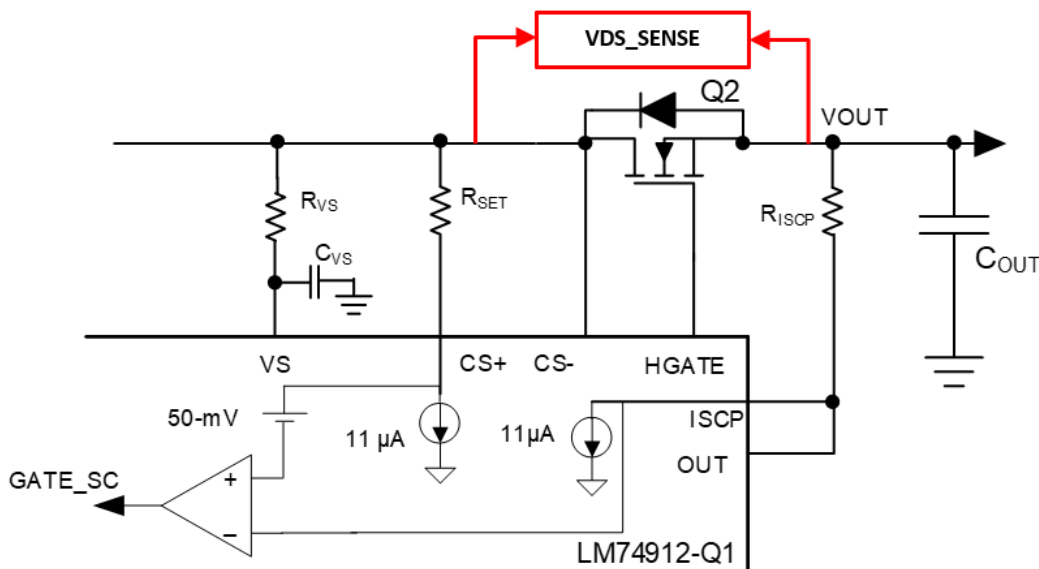 VDS_SENSE
Q2
VOUT
RVS
RSET
RISCP
CVS
COUT
VS
CS+
CS-
HGATE
50-mV
11 µA
11µA
ISCP
OUT
GATE_SC
+
−
LM74912-Q1